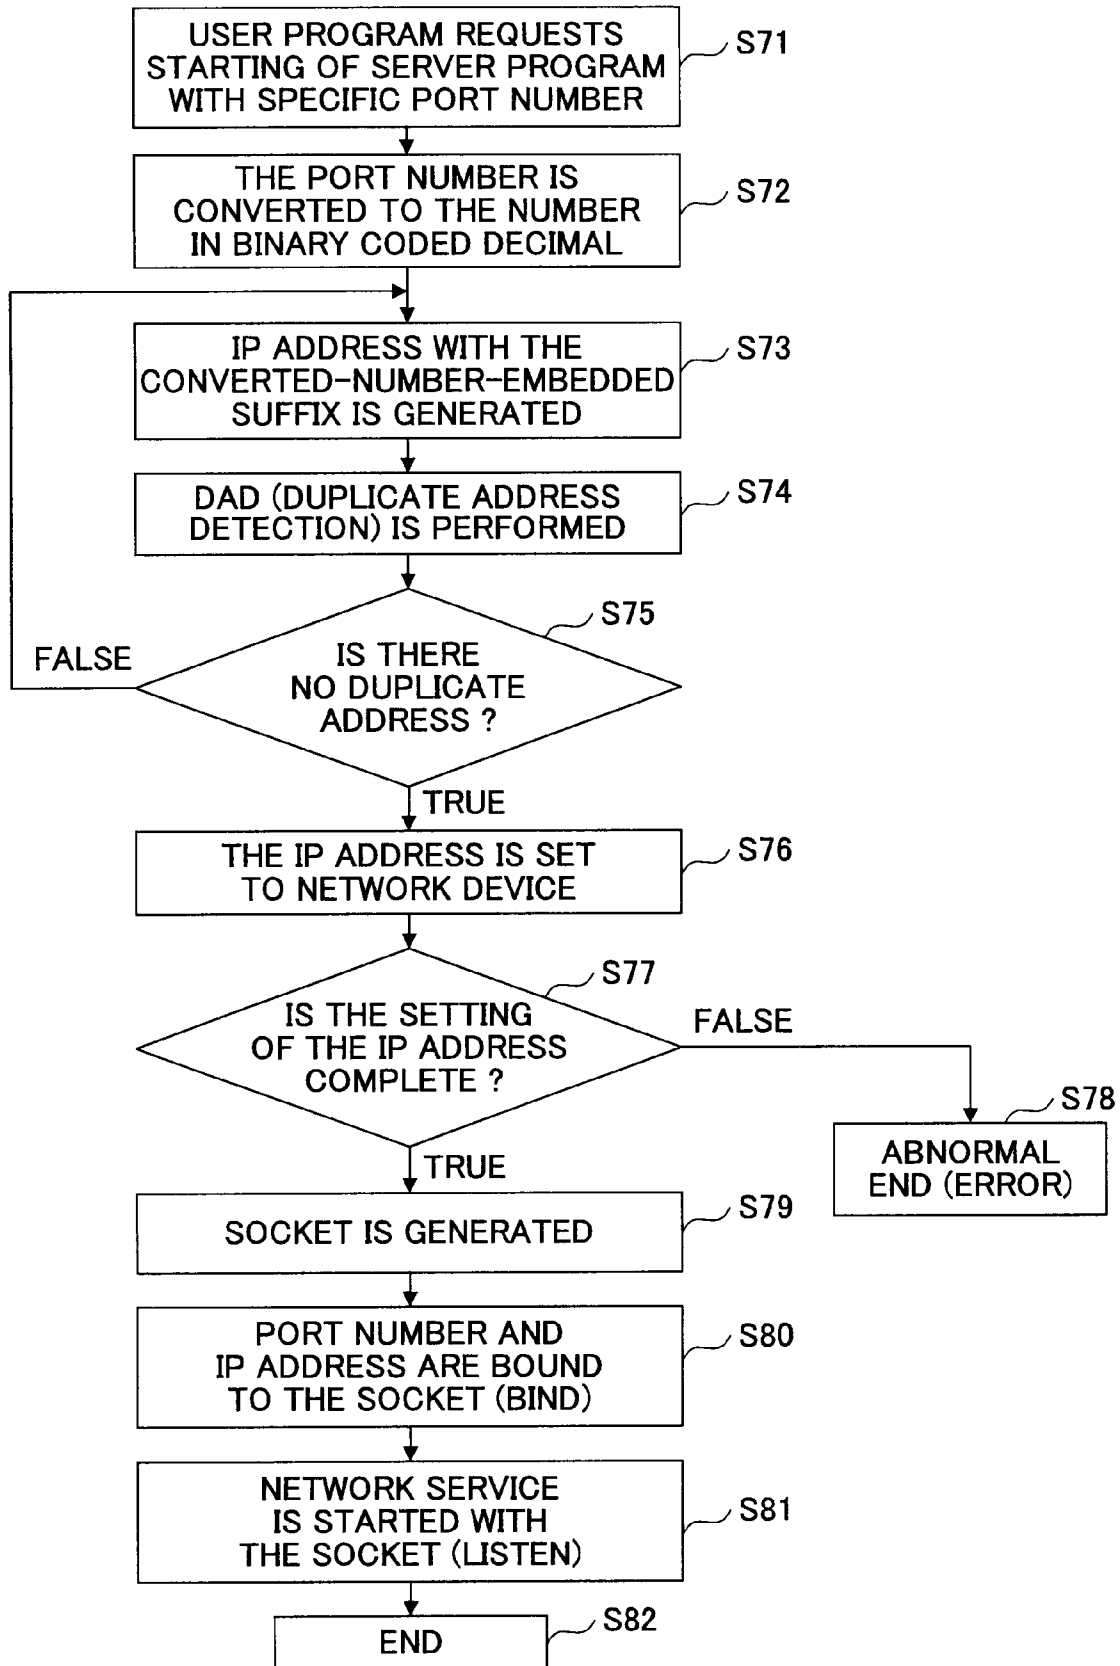 USER PROGRAM REQUESTS
STARTING OF SERVER PROGRAM
WITH SPECIFIC PORT NUMBER
S71
THE PORT NUMBER IS
CONVERTED TO THE NUMBER
IN BINARY CODED DECIMAL
S72
IP ADDRESS WITH THE
CONVERTED-NUMBER-EMBEDDED
SUFFIX IS GENERATED
S73
DAD (DUPLICATE ADDRESS
DETECTION) IS PERFORMED
S74
IS THERE
NO DUPLICATE
ADDRESS ?
S75
FALSE
TRUE
THE IP ADDRESS IS SET
TO NETWORK DEVICE
S76
IS THE SETTING
OF THE IP ADDRESS
COMPLETE ?
S77
FALSE
ABNORMAL
END (ERROR)
S78
TRUE
SOCKET IS GENERATED
S79
PORT NUMBER AND
IP ADDRESS ARE BOUND
TO THE SOCKET (BIND)
S80
NETWORK SERVICE
IS STARTED WITH
THE SOCKET (LISTEN)
S81
END
S82